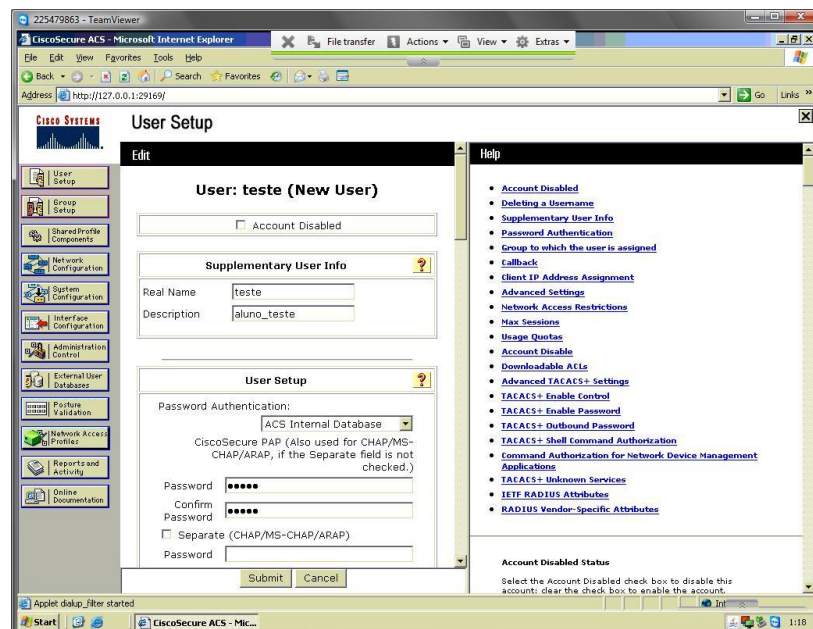 225479863 - TeamViewer
CiscoSecure ACS - Microsoft Internet Explorer
File transfer
Actions
View
Extras
File Edit View Favorites Tools Help
Back
Search
Favorites
Address
http://127.0.0.1:29169/
Go
Links
CISCO SYSTEMS
User Setup
User Setup
Group Setup
Shared Profile Components
Network Configuration
System Configuration
Interface Configuration
Administration Control
External User Databases
Posture Validation
Network Access Profiles
Reports and Activity
Online Documentation
Edit
User: teste (New User)
Account Disabled
Supplementary User Info
?
Real Name
teste
Description
aluno_teste
User Setup
?
Password Authentication:
ACS Internal Database
CiscoSecure PAP (Also used for CHAP/MS-
CHAP/ARAP, if the Separate field is not
checked.)
Password
•••••
Confirm
Password
•••••
Separate (CHAP/MS-CHAP/ARAP)
Password
Submit
Cancel
Help
Account Disabled
Deleting a Username
Supplementary User Info
Password Authentication
Group to which the user is assigned
Callback
Client IP Address Assignment
Advanced Settings
Network Access Restrictions
Max Sessions
Usage Quotas
Account Disable
Downloadable ACLs
Advanced TACACS+ Settings
TACACS+ Enable Control
TACACS+ Enable Password
TACACS+ Outbound Password
TACACS+ Shell Command Authorization
Command Authorization for Network Device Management
Applications
TACACS+ Unknown Services
IETF RADIUS Attributes
RADIUS Vendor-Specific Attributes
Account Disabled Status
Select the Account Disabled check box to disable this
account; clear the check box to enable the account.
Applet dialup_filter started
Start
CiscoSecure ACS - Mic...
1:18